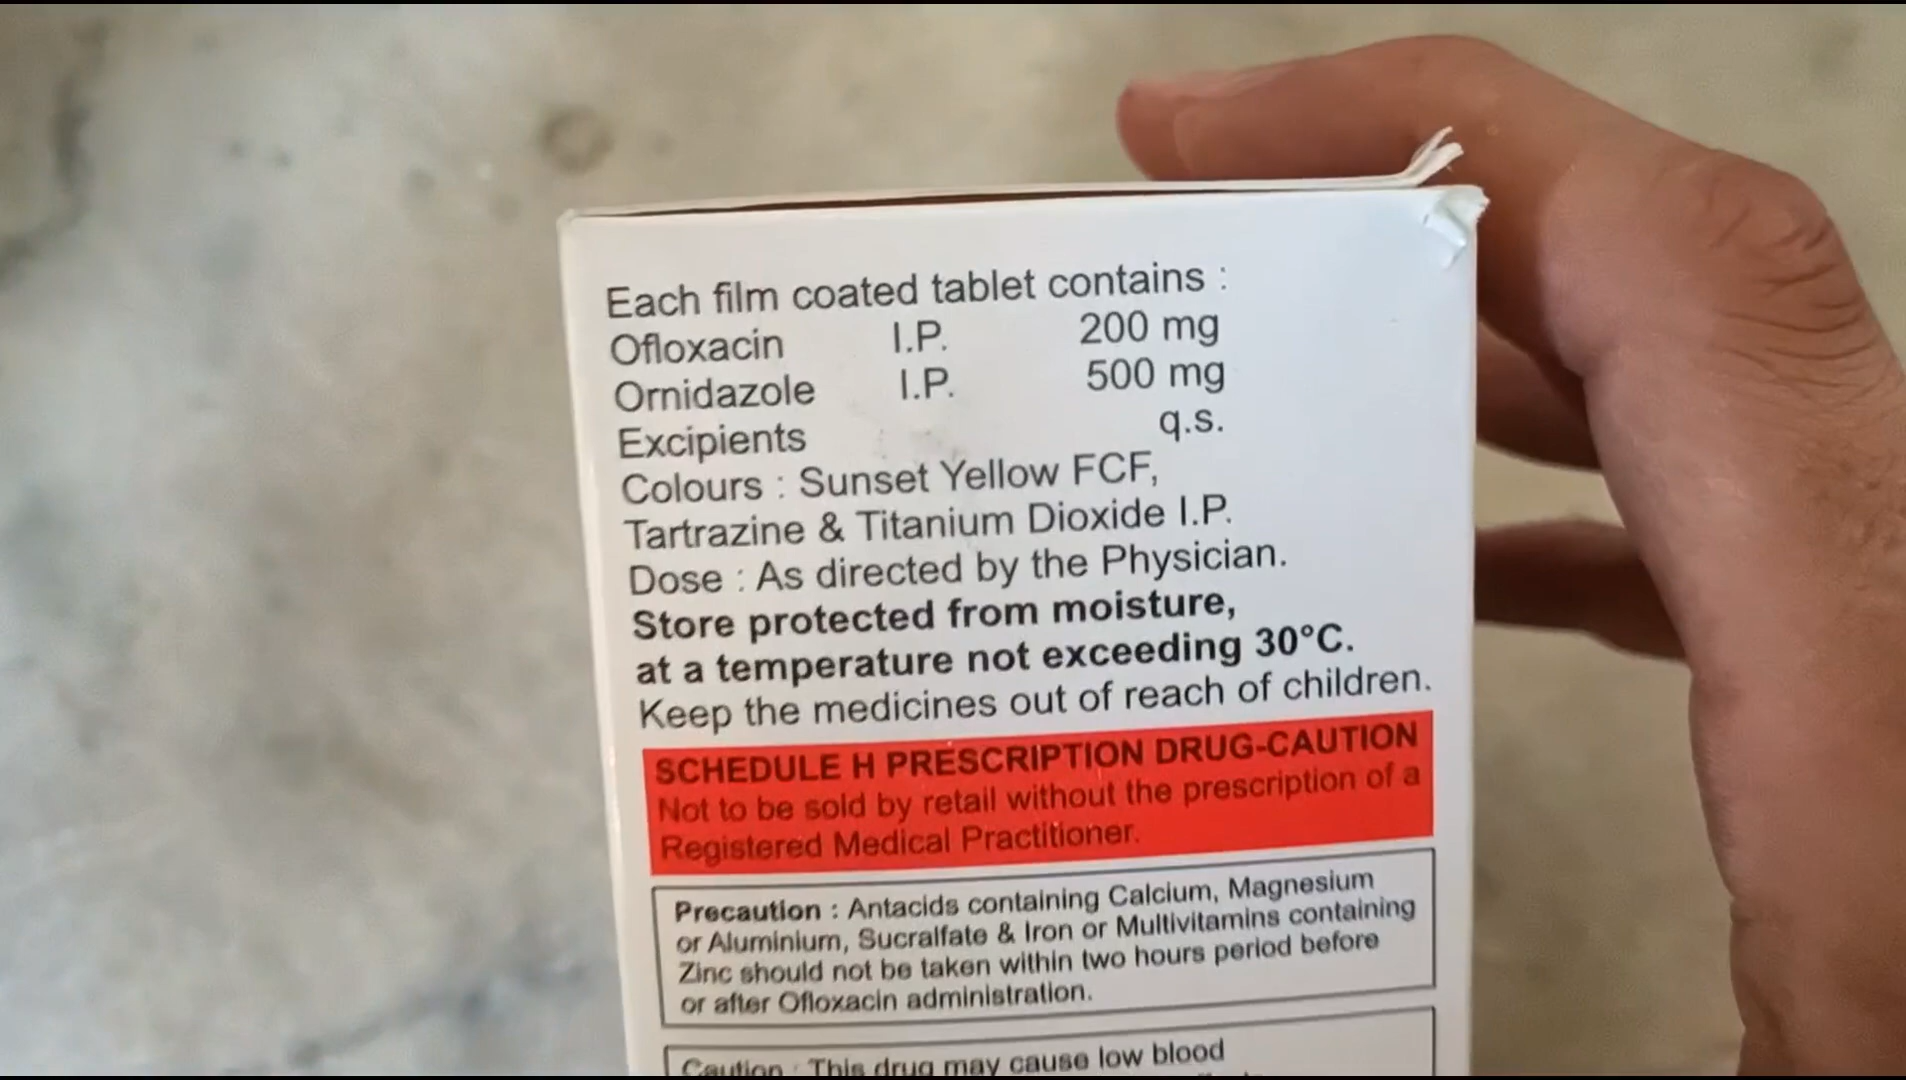 Each film coated tablet contains :
Ofloxacin I.P. 200 mg
Ornidazole I.P. 500 mg
Excipients q.s.
Colours : Sunset Yellow FCF,
Tartrazine & Titanium Dioxide I.P.
Dose : As directed by the Physician.
Store protected from moisture,
at a temperature not exceeding 30°C.
Keep the medicines out of reach of children.
SCHEDULE H PRESCRIPTION DRUG-CAUTION
Not to be sold by retail without the prescription of a
Registered Medical Practitioner.
Precaution : Antacids containing Calcium, Magnesium
or Aluminium, Sucralfate & Iron or Multivitamins containing
Zinc should not be taken within two hours period before
or after Ofloxacin administration.
Caution : This drug may cause low blood